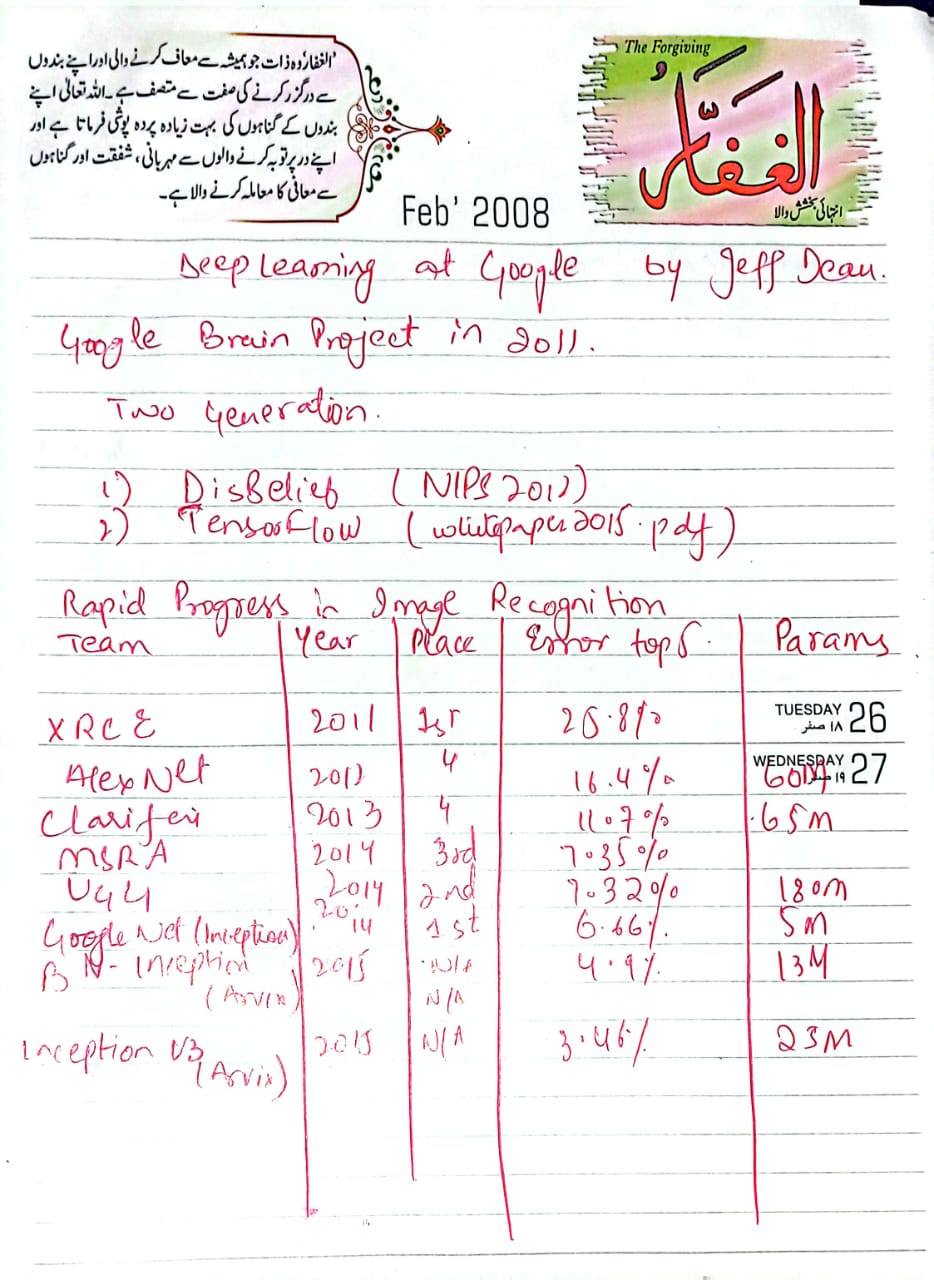 'الغفار' وہ ذات جو ہمیشہ سے معاف کرنے والی اور اپنے بندوں
سے درگزر کرنے کی صفت سے متصف ہے۔ اللہ تعالیٰ اپنے
بندوں کے گناہوں کی بہت زیادہ پردہ پوشی فرماتا ہے اور
اپنے در پر توبہ کرنے والوں سے مہربانی، شفقت اور گناہوں
سے معافی کا معاملہ کرنے والا ہے۔
The Forgiving
الغفَّارُ
انتہائی بخشش والا
Feb' 2008
Deep Learning at Google by Jeff Dean.
Google Brain Project in 2011.
Two Generation.
1) DisBelief (NIPS 2012)
2) TensorFlow (whitepaper2015.pdf)
Rapid Progress in Image Recognition
Team Year Place Error top5. Params
XRCE 2011 1st 25.8%
TUESDAY 26
۱۸ صفر
AlexNet 2012 4 16.4% 60M
WEDNESDAY 27
۱۹ صفر
Clarifai 2013 4 11.7% 65M
MSRA 2014 3rd 7.35%
VGG 2014 2nd 7.32% 180M
GoogleNet (Inception) 2014 1st 6.66% 5M
BN-Inception 2015 N/A 4.9% 13M
(Arvix) N/A
Inception V3 2015 N/A 3.46% 23M
(Arvix)